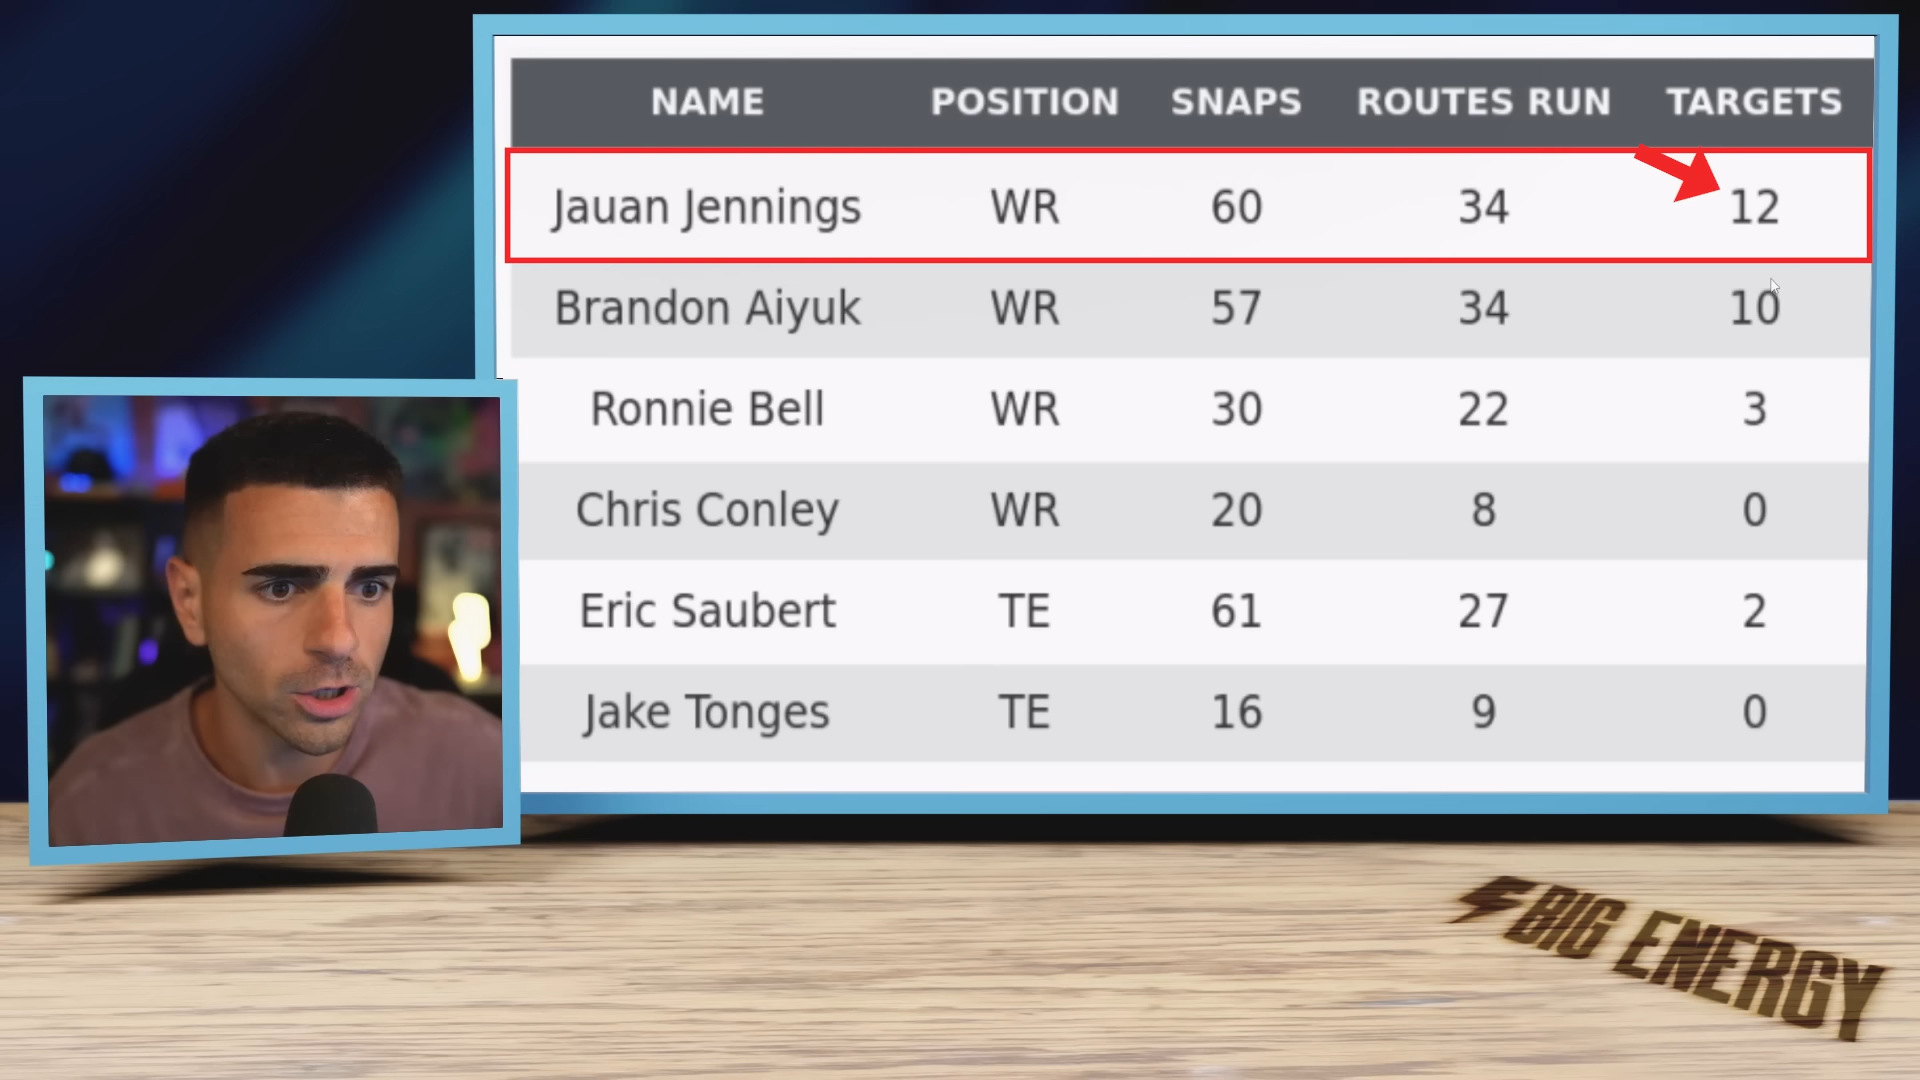 NAME POSITION SNAPS ROUTES RUN TARGETS
Jauan Jennings WR 60 34 12
Brandon Aiyuk WR 57 34 10
Ronnie Bell WR 30 22 3
Chris Conley WR 20 8 0
Eric Saubert TE 61 27 2
Jake Tonges TE 16 9 0
BIG ENERGY